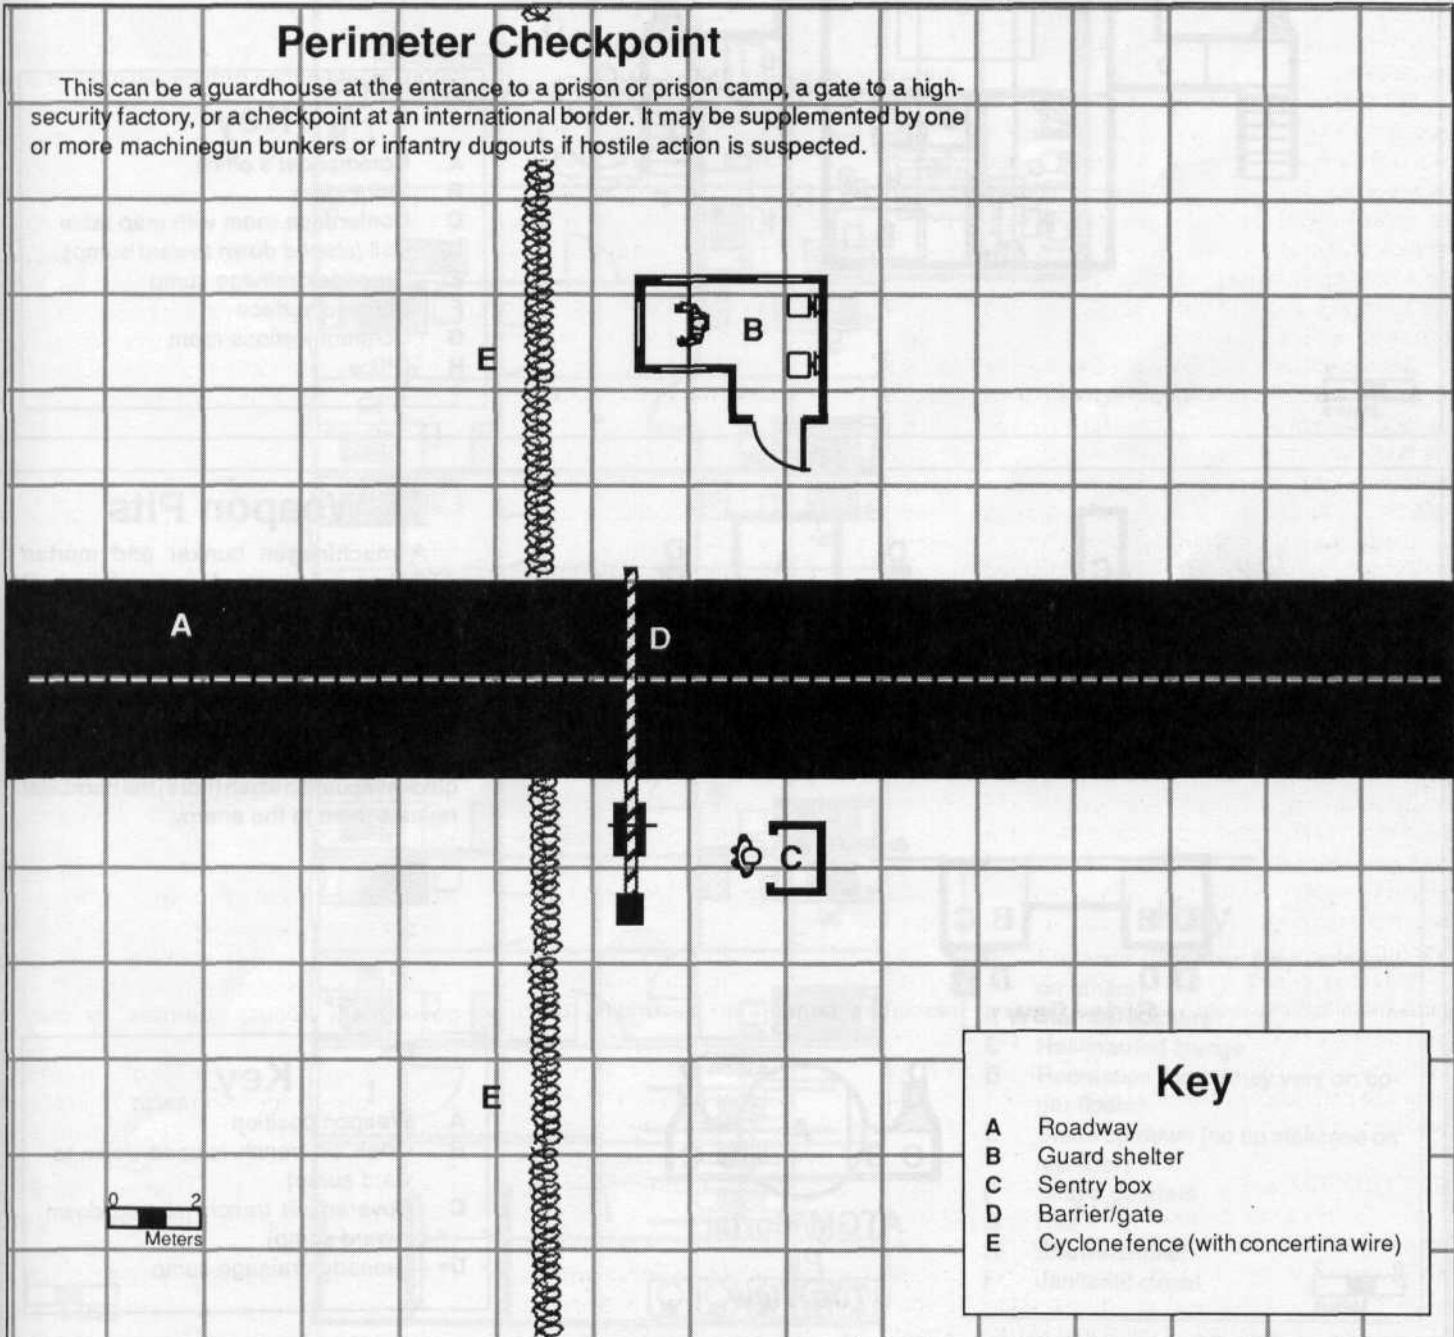 Perimeter Checkpoint
This can be a guardhouse at the entrance to a prison or prison camp, a gate to a high-
security factory, or a checkpoint at an international border. It may be supplemented by one
or more machinegun bunkers or infantry dugouts if hostile action is suspected.
B
E
A
D
C
E
0 2
Meters
Key
A Roadway
B Guard shelter
C Sentry box
D Barrier/gate
E Cyclone fence (with concertina wire)